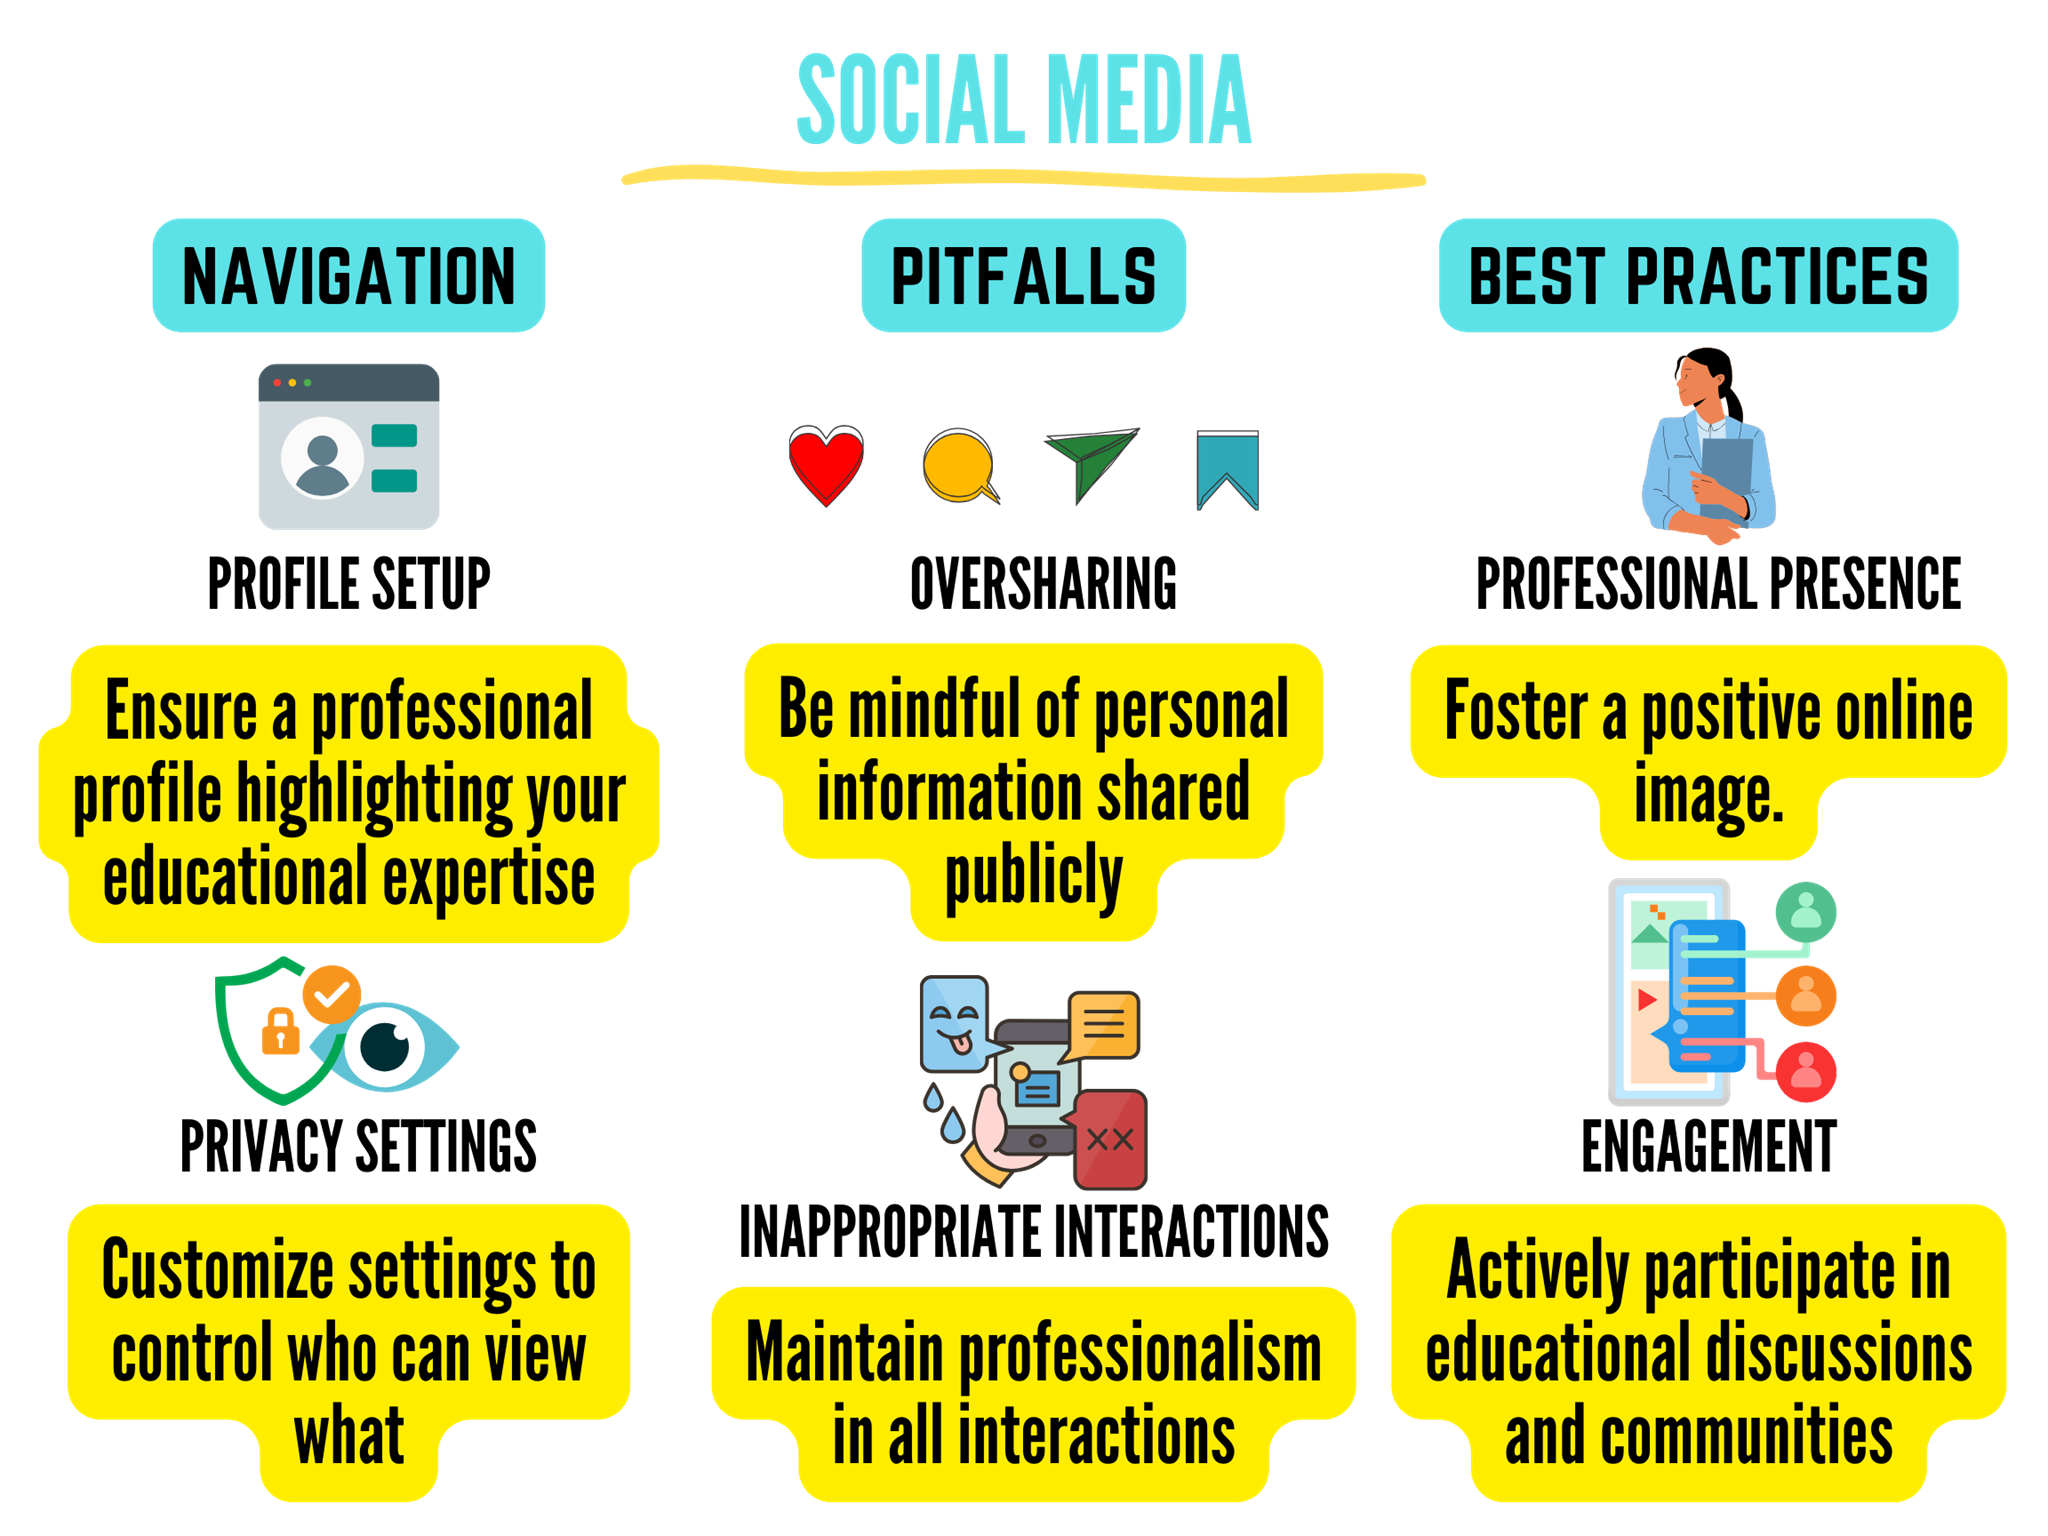 SOCIAL MEDIA
NAVIGATION
PROFILE SETUP
Ensure a professional
profile highlighting your
educational expertise
PRIVACY SETTINGS
Customize settings to
control who can view
what
PITFALLS
OVERSHARING
Be mindful of personal
information shared
publicly
INAPPROPRIATE INTERACTIONS
Maintain professionalism
in all interactions
BEST PRACTICES
PROFESSIONAL PRESENCE
Foster a positive online
image.
ENGAGEMENT
Actively participate in
educational discussions
and communities